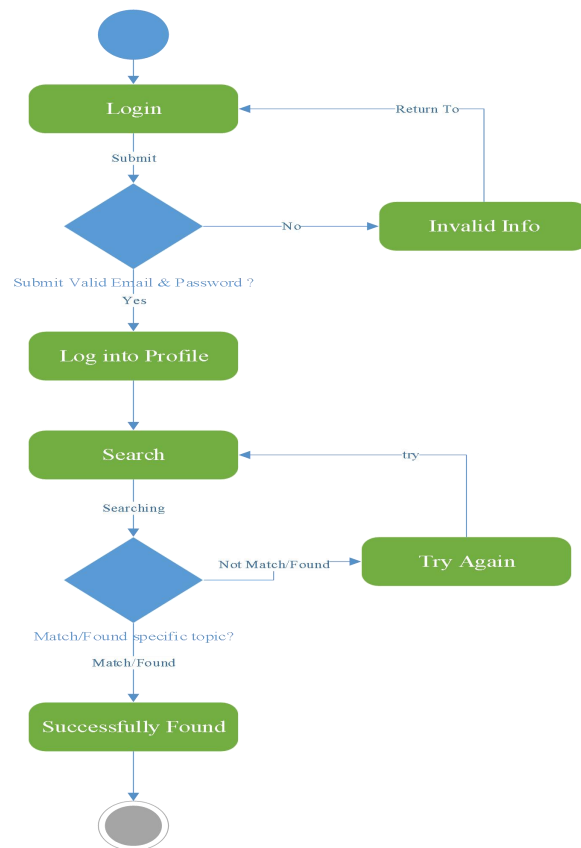 Login
Return To
Submit
No
Invalid Info
Submit Valid Email & Password ?
Yes
Log into Profile
Search
try
Searching
Not Match/Found
Try Again
Match/Found specific topic?
Match/Found
Successfully Found